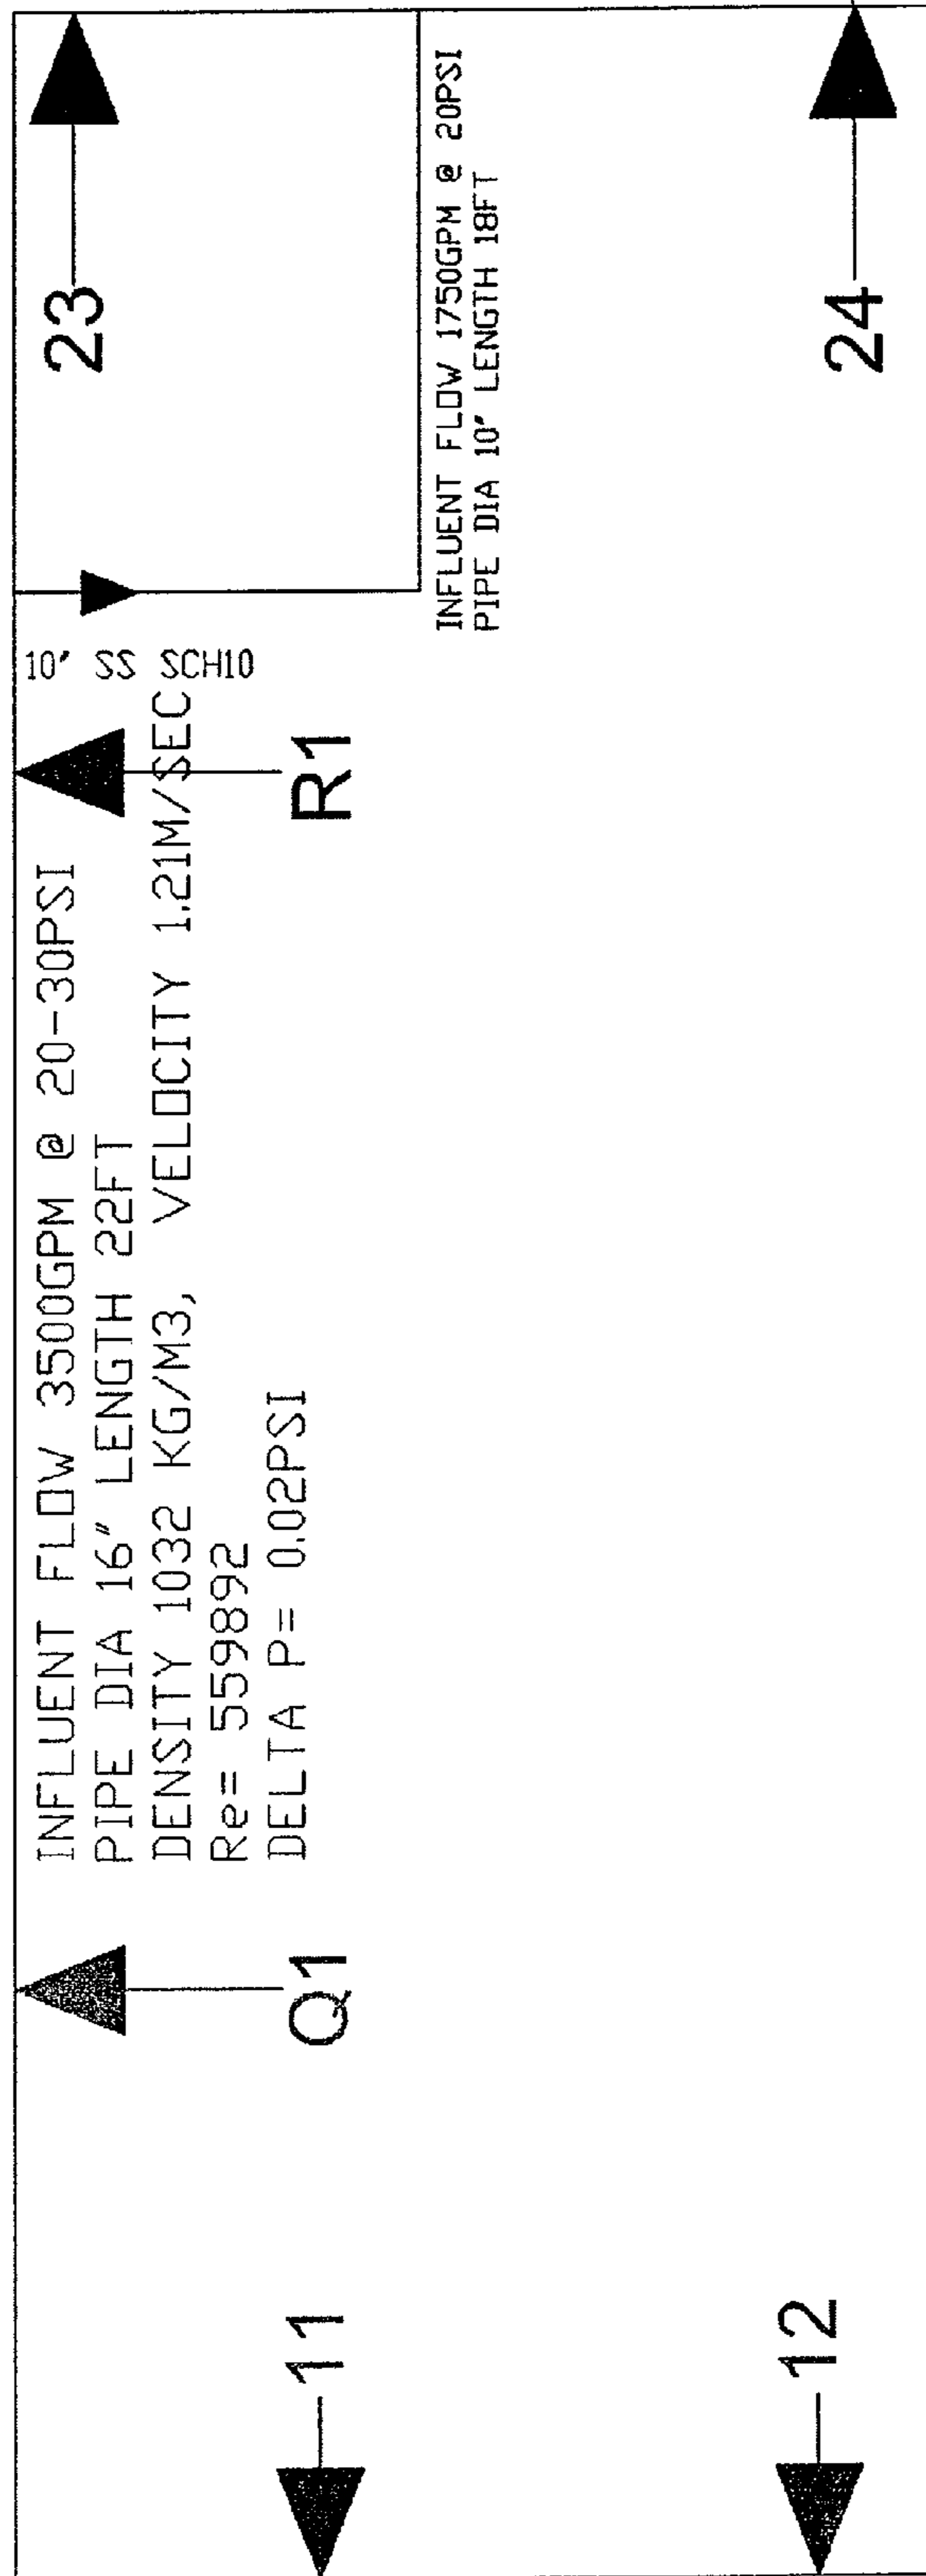 INFLUENT FLOW 3500GPM @ 20-30PSI
PIPE DIA 16" LENGTH 22FT
DENSITY 1032 KG/M3, VELOCITY 1.21M/SEC
Re= 559892
DELTA P= 0.02PSI
10' SS SCH10
INFLUENT FLOW 1750GPM @ 20PSI
PIPE DIA 10' LENGTH 18FT
11
Q1
R1
23
12
24